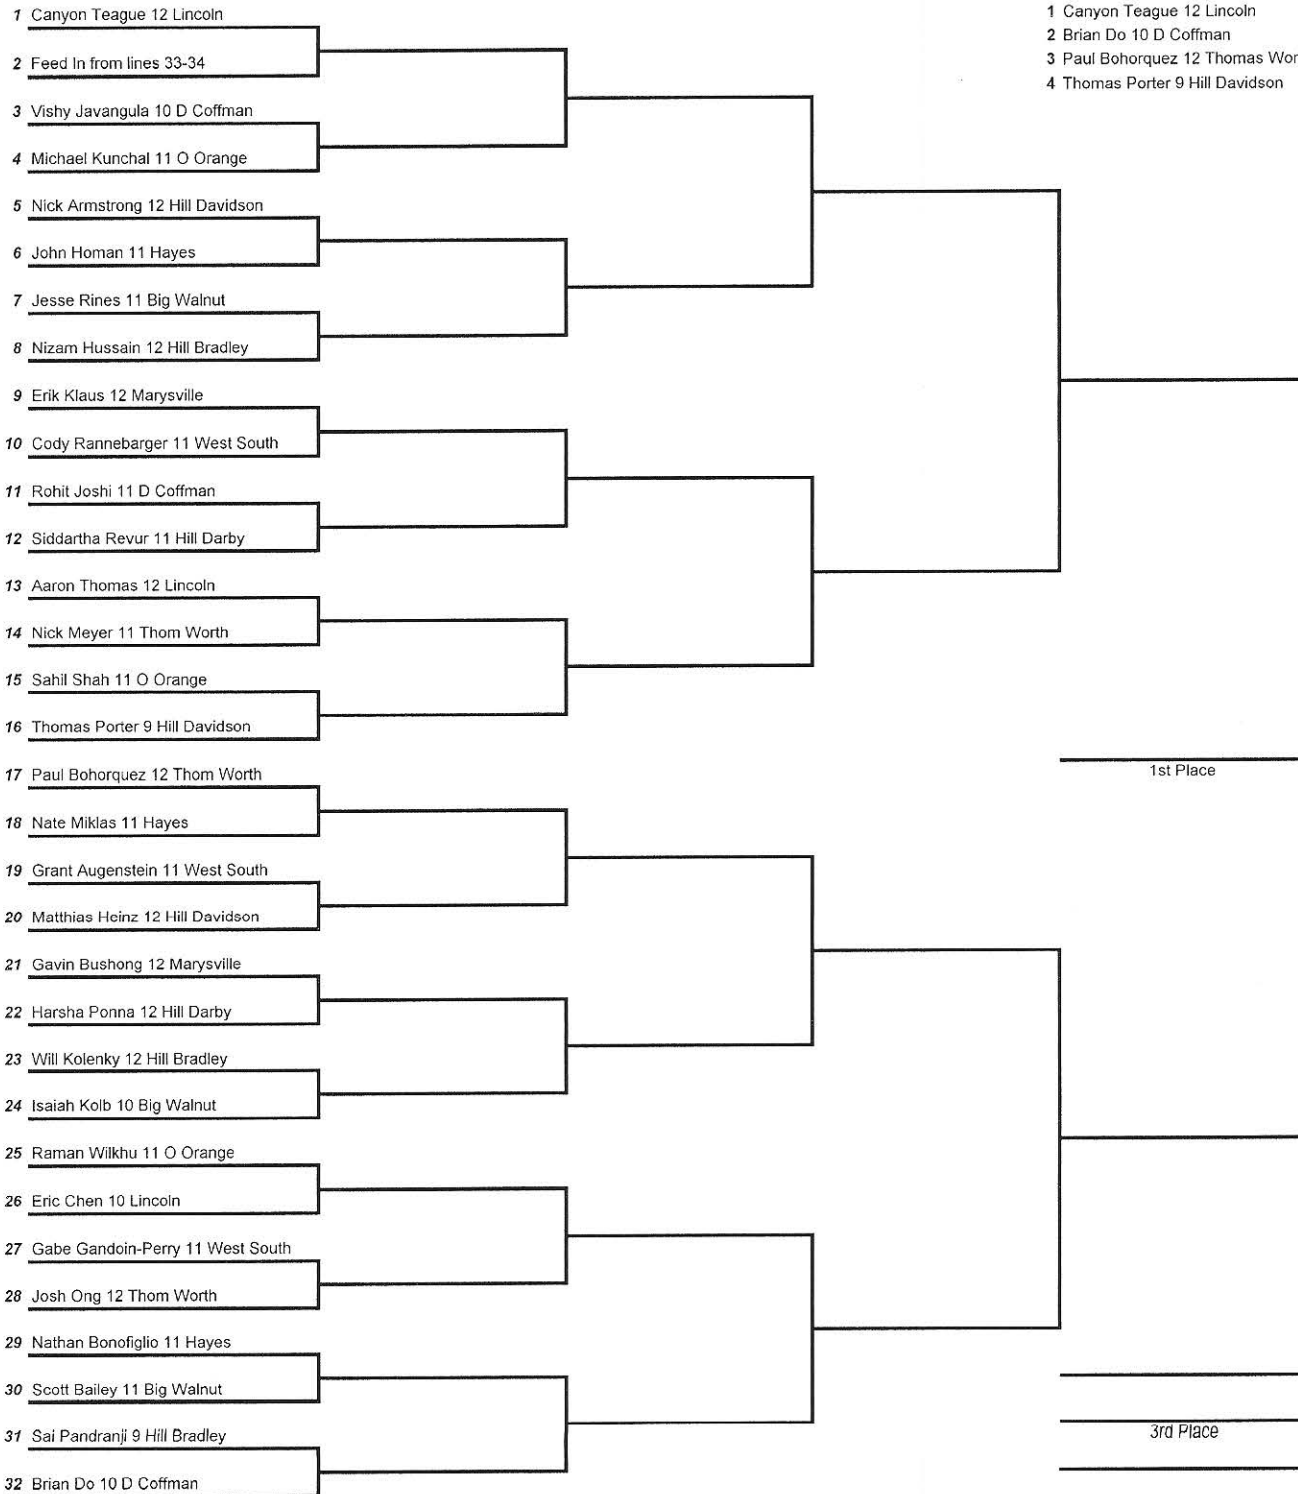 1 Canyon Teague 12 Lincoln
2 Feed In from lines 33-34
3 Vishy Javangula 10 D Coffman
4 Michael Kunchal 11 O Orange
5 Nick Armstrong 12 Hill Davidson
6 John Homan 11 Hayes
7 Jesse Rines 11 Big Walnut
8 Nizam Hussain 12 Hill Bradley
9 Erik Klaus 12 Marysville
10 Cody Rannebarger 11 West South
11 Rohit Joshi 11 D Coffman
12 Siddartha Revur 11 Hill Darby
13 Aaron Thomas 12 Lincoln
14 Nick Meyer 11 Thom Worth
15 Sahil Shah 11 O Orange
16 Thomas Porter 9 Hill Davidson
17 Paul Bohorquez 12 Thom Worth
18 Nate Miklas 11 Hayes
19 Grant Augenstein 11 West South
20 Matthias Heinz 12 Hill Davidson
21 Gavin Bushong 12 Marysville
22 Harsha Ponna 12 Hill Darby
23 Will Kolenky 12 Hill Bradley
24 Isaiah Kolb 10 Big Walnut
25 Raman Wilkhu 11 O Orange
26 Eric Chen 10 Lincoln
27 Gabe Gandoin-Perry 11 West South
28 Josh Ong 12 Thom Worth
29 Nathan Bonofiglio 11 Hayes
30 Scott Bailey 11 Big Walnut
31 Sai Pandranji 9 Hill Bradley
32 Brian Do 10 D Coffman
1 Canyon Teague 12 Lincoln
2 Brian Do 10 D Coffman
3 Paul Bohorquez 12 Thomas Wor
4 Thomas Porter 9 Hill Davidson
1st Place
3rd Place